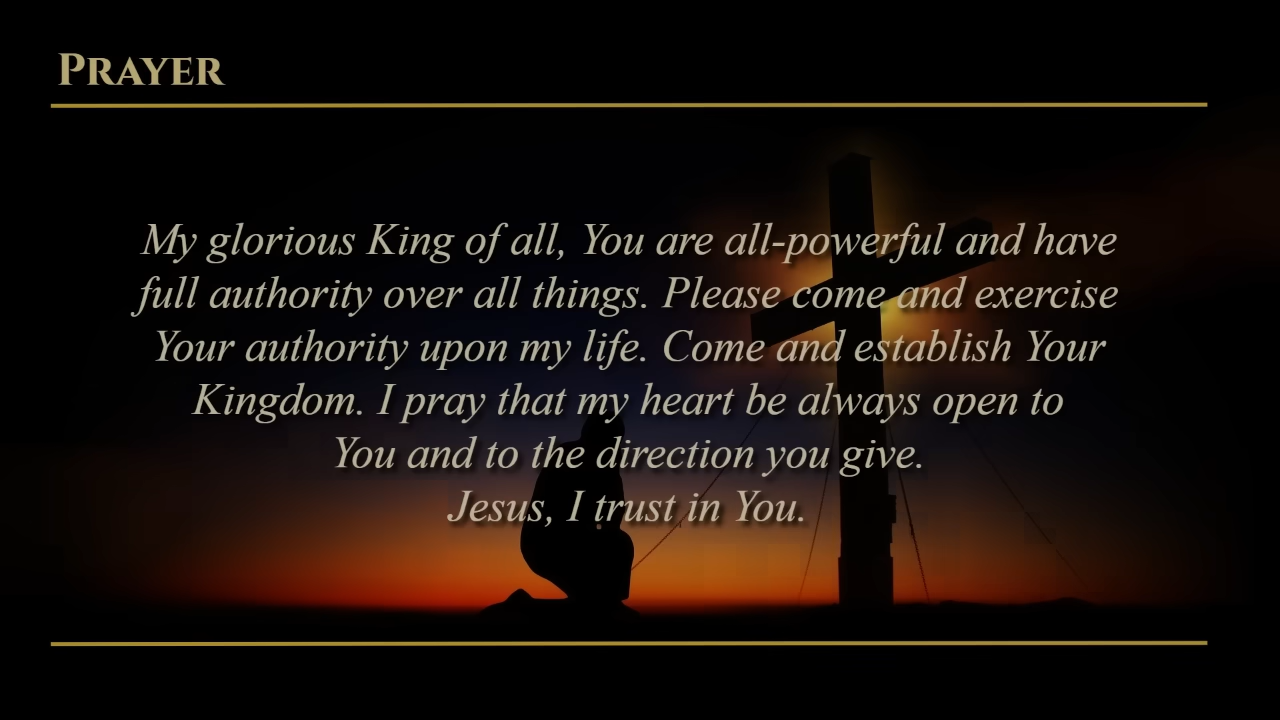 PRAYER
My glorious King of all, You are all-powerful and have
full authority over all things. Please come and exercise
Your authority upon my life. Come and establish Your
Kingdom. I pray that my heart be always open to
You and to the direction you give.
Jesus, I trust in You.